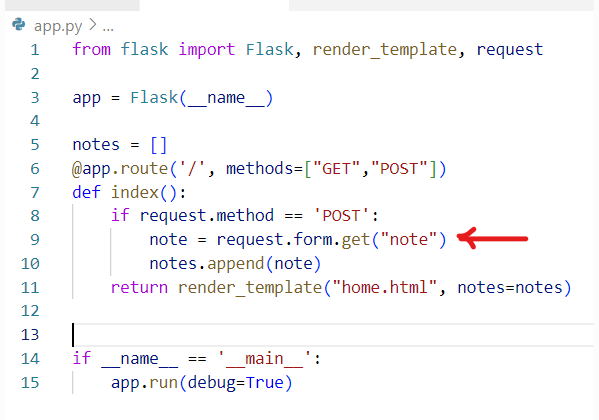 app.py > ...
1 from flask import Flask, render_template, request
2
3 app = Flask(__name__)
4
5 notes = []
6 @app.route('/', methods=["GET","POST"])
7 def index():
8     if request.method == 'POST':
9         note = request.form.get("note")
10         notes.append(note)
11     return render_template("home.html", notes=notes)
12
13
14 if __name__ == '__main__':
15     app.run(debug=True)